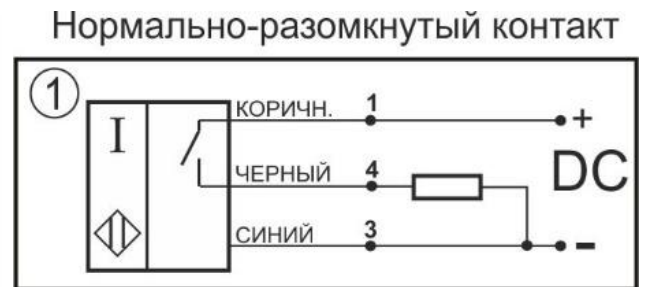 Нормально-разомкнутый контакт
1
I
КОРИЧН. 1 +
ЧЕРНЫЙ 4 DC
СИНИЙ 3 -